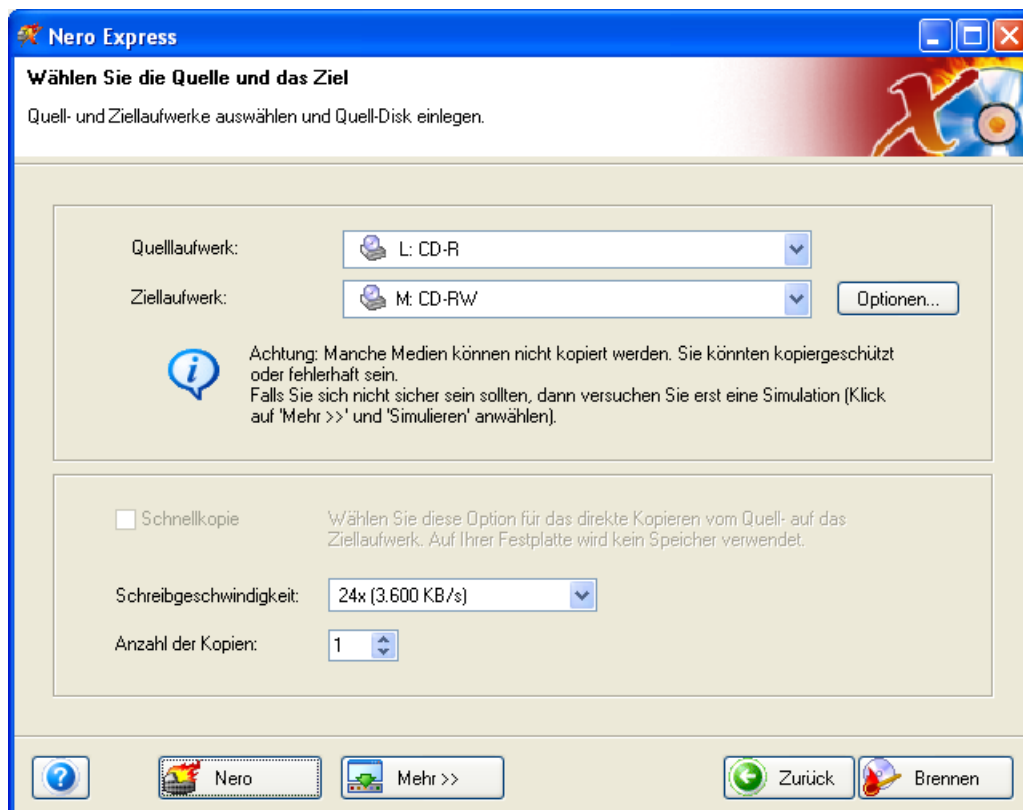 Nero Express
Wählen Sie die Quelle und das Ziel
Quell- und Ziellaufwerke auswählen und Quell-Disk einlegen.
Quelllaufwerk:
L: CD-R
Ziellaufwerk:
M: CD-RW
Optionen...
Achtung: Manche Medien können nicht kopiert werden. Sie könnten kopiergeschützt
oder fehlerhaft sein.
Falls Sie sich nicht sicher sein sollten, dann versuchen Sie erst eine Simulation (Klick
auf 'Mehr >>' und 'Simulieren' anwählen).
Schnellkopie
Wählen Sie diese Option für das direkte Kopieren vom Quell- auf das
Ziellaufwerk. Auf Ihrer Festplatte wird kein Speicher verwendet.
Schreibgeschwindigkeit:
24x (3.600 KB/s)
Anzahl der Kopien:
1
Nero
Mehr >>
Zurück
Brennen